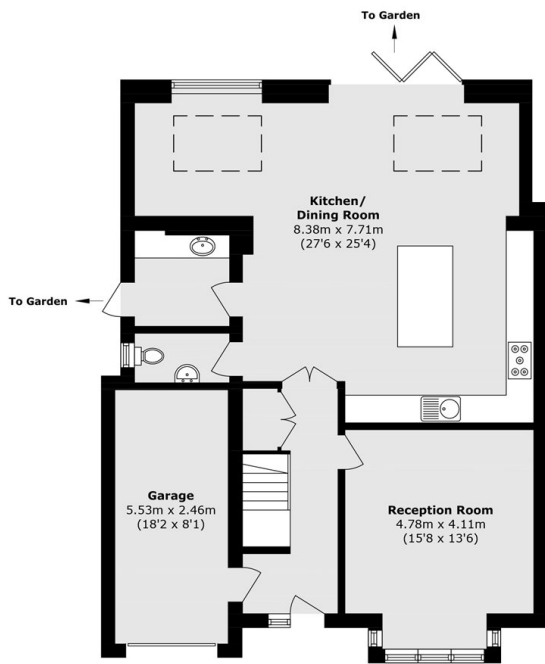 To Garden
Kitchen/
Dining Room
8.38m x 7.71m
(27'6 x 25'4)
To Garden
Garage
5.53m x 2.46m
(18'2 x 8'1)
Reception Room
4.78m x 4.11m
(15'8 x 13'6)